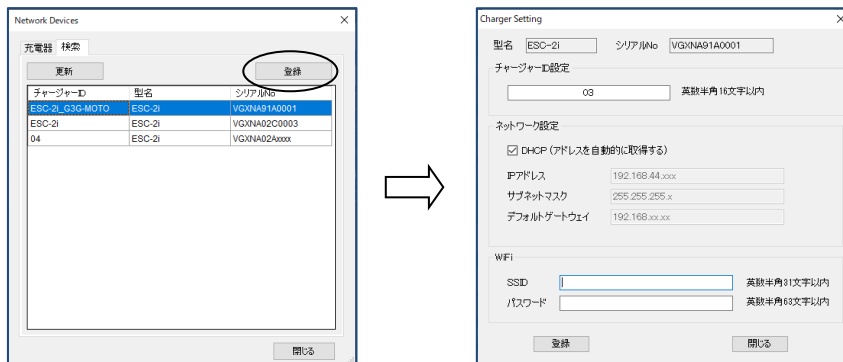 Network Devices
充電器 検索
更新 登録
チャージャーID 型名 シリアルNo
ESC-2i_G3G-MOTO ESC-2i VGXNA91A0001
ESC-2i ESC-2i VGXNA02C0003
04 ESC-2i VGXNA02Axxxx
閉じる
Charger Setting
型名 ESC-2i シリアルNo VGXNA91A0001
チャージャーID設定
03 英数半角16文字以内
ネットワーク設定
DHCP (アドレスを自動的に取得する)
IPアドレス 192.168.44.xxx
サブネットマスク 255.255.255.x
デフォルトゲートウェイ 192.168.xx.xx
WiFi
SSID 英数半角31文字以内
パスワード 英数半角63文字以内
登録 閉じる